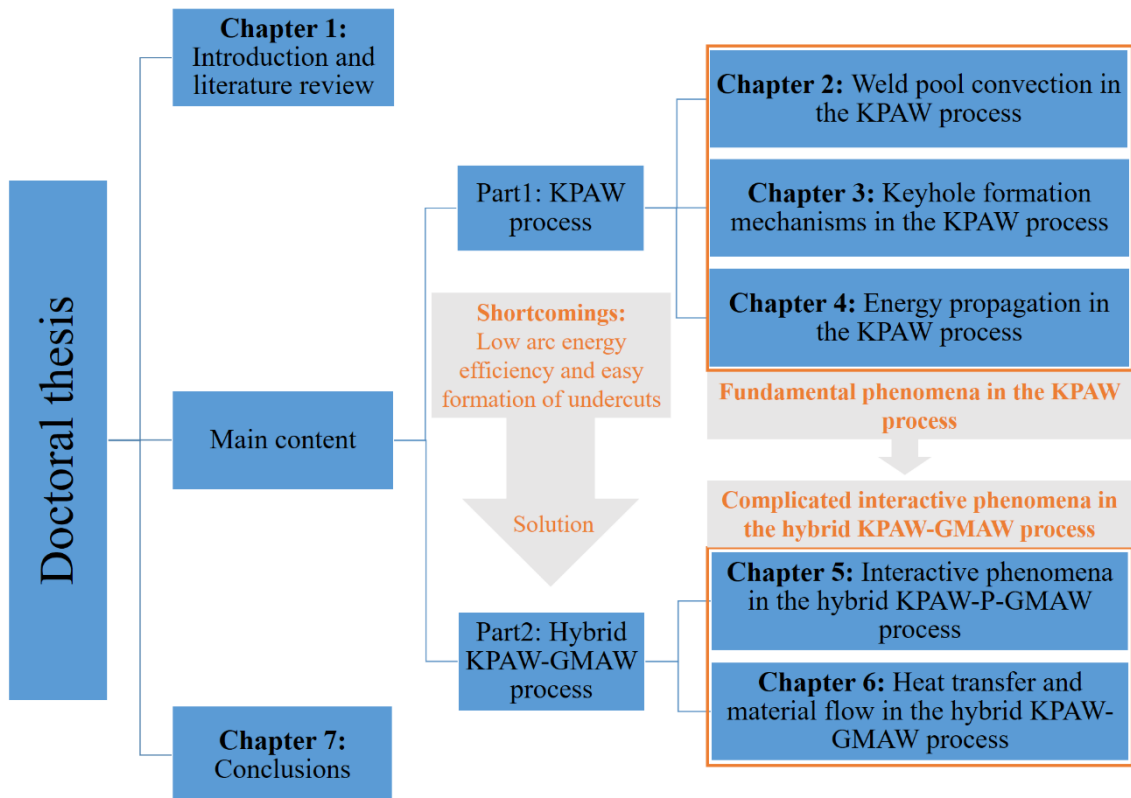 Doctoral thesis
Chapter 1:
Introduction and
literature review
Main content
Chapter 7:
Conclusions
Part1: KPAW
process
Shortcomings:
Low arc energy
efficiency and easy
formation of undercuts
Solution
Part2: Hybrid
KPAW-GMAW
process
Chapter 2: Weld pool convection in
the KPAW process
Chapter 3: Keyhole formation
mechanisms in the KPAW process
Chapter 4: Energy propagation in
the KPAW process
Fundamental phenomena in the KPAW
process
Complicated interactive phenomena in
the hybrid KPAW-GMAW process
Chapter 5: Interactive phenomena
in the hybrid KPAW-P-GMAW
process
Chapter 6: Heat transfer and
material flow in the hybrid KPAW-
GMAW process